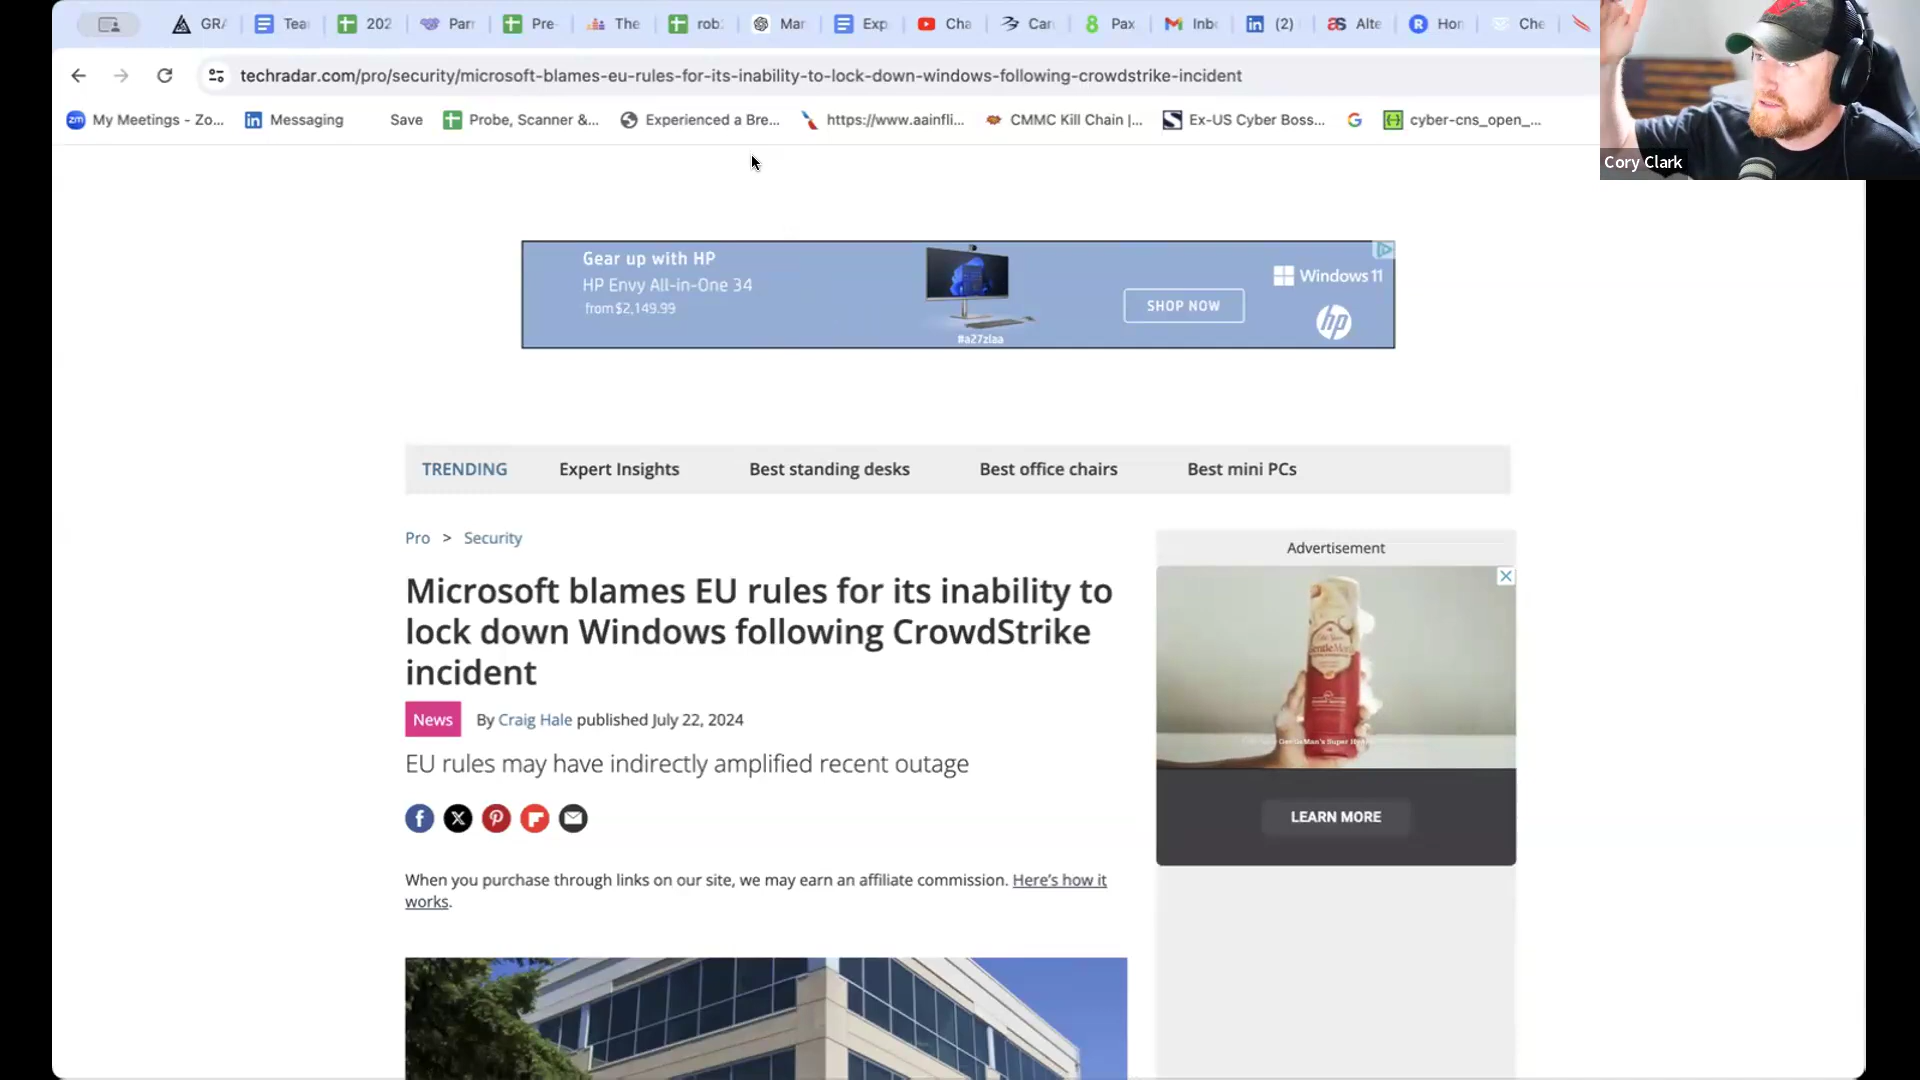 GRA
Tea
202
Parr
Pre
The
rob
Mar
Exp
Cha
Car
Pax
Inb
(2)
Alte
Hor
Che
techradar.com/pro/security/microsoft-blames-eu-rules-for-its-inability-to-lock-down-windows-following-crowdstrike-incident
My Meetings - Zo...
Messaging
Save
Probe, Scanner &...
Experienced a Bre...
https://www.aainfli...
CMMC Kill Chain |...
Ex-US Cyber Boss...
cyber-cns_open_...
Cory Clark
Gear up with HP
HP Envy All-in-One 34
from $2,149.99
#a27zlaa
SHOP NOW
Windows 11
hp
TRENDING Expert Insights Best standing desks Best office chairs Best mini PCs
Pro > Security
Microsoft blames EU rules for its inability to
lock down Windows following CrowdStrike
incident
News By Craig Hale published July 22, 2024
EU rules may have indirectly amplified recent outage
When you purchase through links on our site, we may earn an affiliate commission. Here's how it
works.
Advertisement
LEARN MORE